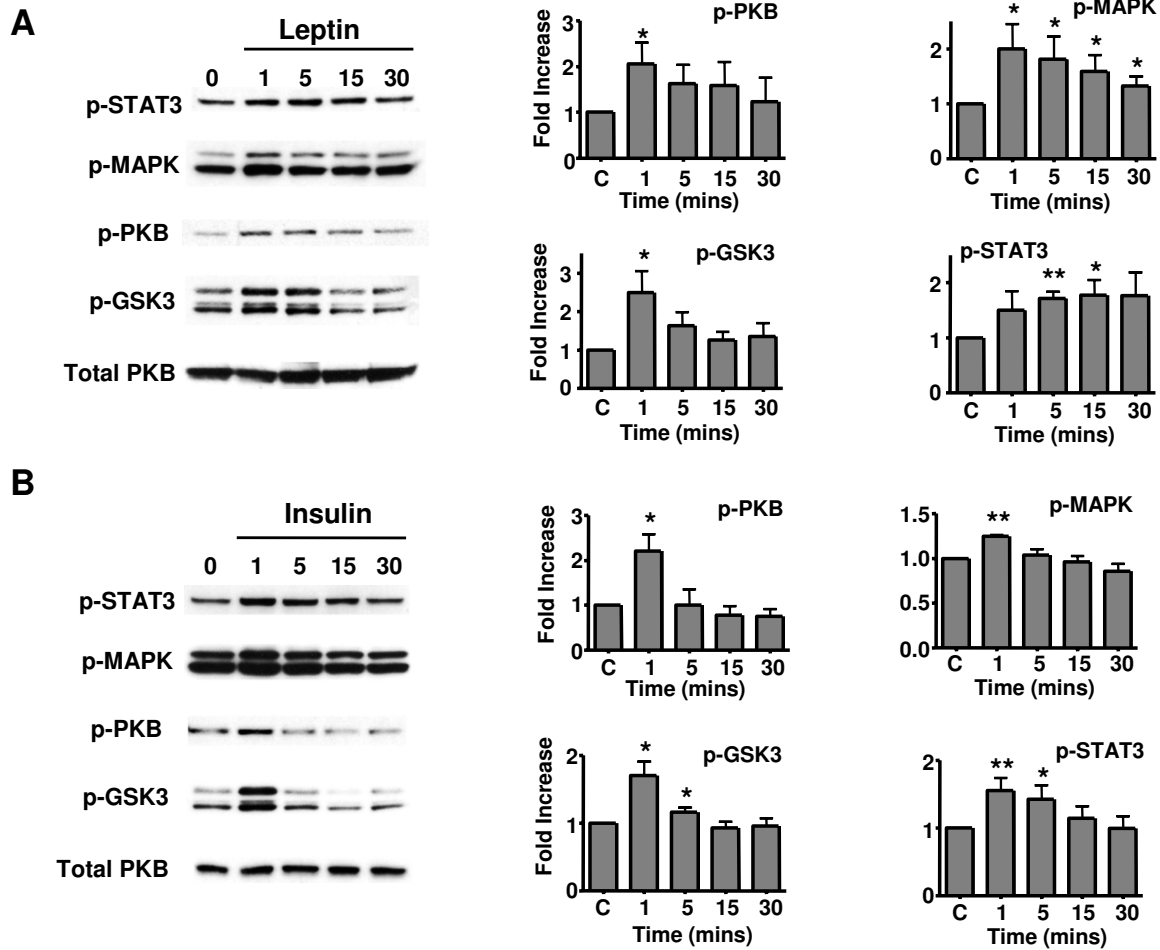 A
Leptin
0 1 5 15 30
p-STAT3
p-MAPK
p-PKB
p-GSK3
Total PKB
p-PKB
Fold Increase
3
2
1
0
*
C 1 5 15 30
Time (mins)
p-MAPK
2
1
0
* * * *
C 1 5 15 30
Time (mins)
p-GSK3
Fold Increase
3
2
1
0
*
C 1 5 15 30
Time (mins)
p-STAT3
2
1
0
** *
C 1 5 15 30
Time (mins)
B
Insulin
0 1 5 15 30
p-STAT3
p-MAPK
p-PKB
p-GSK3
Total PKB
p-PKB
Fold Increase
3
2
1
0
*
C 1 5 15 30
Time (mins)
p-MAPK
1.5
1.0
0.5
0.0
**
C 1 5 15 30
Time (mins)
p-GSK3
Fold Increase
2
1
0
* *
C 1 5 15 30
Time (mins)
p-STAT3
2
1
0
** *
C 1 5 15 30
Time (mins)